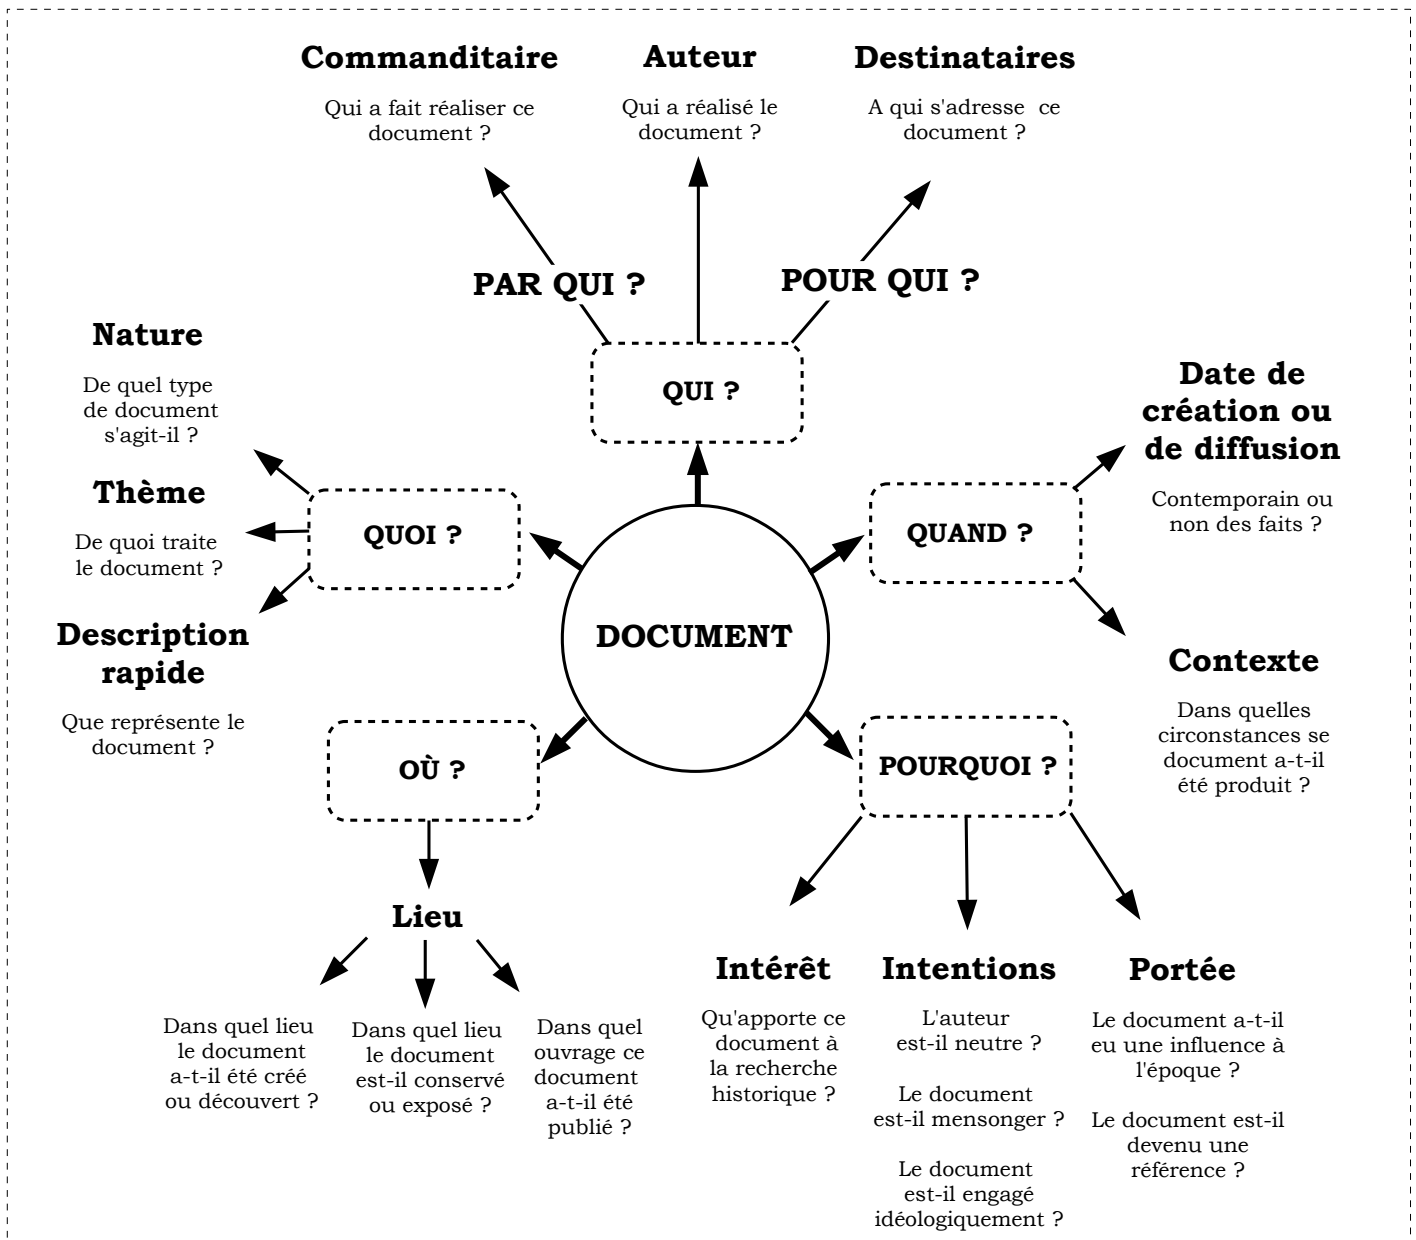 Commanditaire
Qui a fait réaliser ce
document ?
Auteur
Qui a réalisé le
document ?
Destinataires
A qui s'adresse  ce
document ?
PAR QUI ?
POUR QUI ?
QUI ?
Nature
De quel type
de document
s'agit-il ?
Thème
De quoi traite
le document ?
Description
rapide
Que représente le
document ?
QUOI ?
QUAND ?
Date de
création ou
de diffusion
Contemporain ou
non des faits ?
Contexte
Dans quelles
circonstances se
document a-t-il
été produit ?
DOCUMENT
OÙ ?
POURQUOI ?
Lieu
Dans quel lieu
le document
a-t-il été créé
ou découvert ?
Dans quel lieu
le document
est-il conservé
ou exposé ?
Dans quel
ouvrage ce
document
a-t-il été
publié ?
Intérêt
Qu'apporte ce
document à
la recherche
historique ?
Intentions
L'auteur
est-il neutre ?
Le document
est-il mensonger ?
Le document
est-il engagé
idéologiquement ?
Portée
Le document a-t-il
eu une influence à
l'époque ?
Le document est-il
devenu une
référence ?